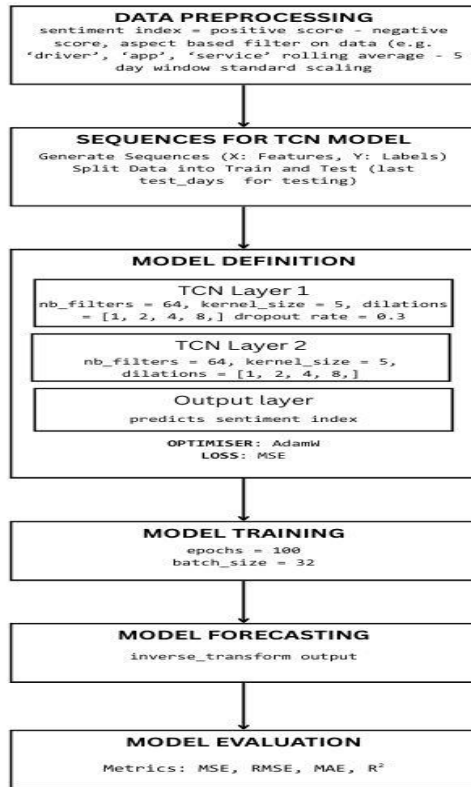 DATA PREPROCESSING
sentiment index = positive score - negative
score, aspect based filter on data (e.g.
‘driver’, ‘app’, ‘service’ rolling average - 5
day window standard scaling
SEQUENCES FOR TCN MODEL
Generate Sequences (X: Features, Y: Labels)
Split Data into Train and Test (last
test_days for testing)
MODEL DEFINITION
TCN Layer 1
nb_filters = 64, kernel_size = 5, dilations
= [1, 2, 4, 8,] dropout rate = 0.3
TCN Layer 2
nb_filters = 64, kernel_size = 5,
dilations = [1, 2, 4, 8,]
Output layer
predicts sentiment index
OPTIMISER: AdamW
LOSS: MSE
MODEL TRAINING
epochs = 100
batch_size = 32
MODEL FORECASTING
inverse_transform output
MODEL EVALUATION
Metrics: MSE, RMSE, MAE, R²